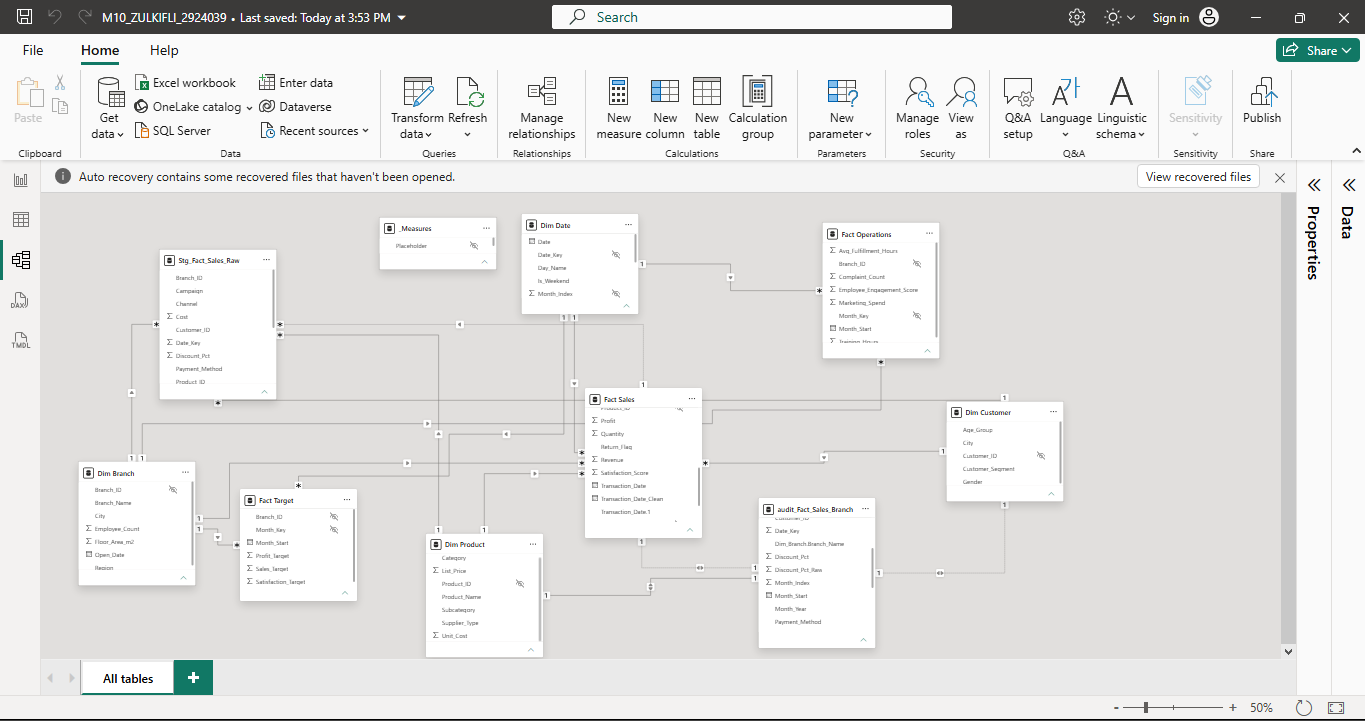 M10_ZULKIFLI_2924039 • Last saved: Today at 3:53 PM
Search
Sign in
File
Home
Help
Share
Paste
Get data
Excel workbook
OneLake catalog
SQL Server
Enter data
Dataverse
Recent sources
Transform data
Refresh
Manage relationships
New measure
New column
New table
Calculation group
New parameter
Manage roles
View as
Q&A setup
Language
Linguistic schema
Sensitivity
Publish
Clipboard
Data
Queries
Relationships
Calculations
Parameters
Security
Q&A
Sensitivity
Share
Auto recovery contains some recovered files that haven't been opened.
View recovered files
DAX
TMDL
Properties
Data
Stg_Fact_Sales_Raw
Branch_ID
Campaign
Channel
Cost
Customer_ID
Date_Key
Discount_Pct
Payment_Method
Product_ID
_Measures
Placeholder
Dim Date
Date
Date_Key
Day_Name
Is_Weekend
Month_Index
Fact Operations
Avg_Fulfillment_Hours
Branch_ID
Complaint_Count
Employee_Engagement_Score
Marketing_Spend
Month_Key
Month_Start
Training_Hours
Fact Sales
Product_ID
Profit
Quantity
Return_Flag
Revenue
Satisfaction_Score
Transaction_Date
Transaction_Date_Clean
Transaction_Date.1
Dim Customer
Age_Group
City
Customer_ID
Customer_Segment
Gender
Dim Branch
Branch_ID
Branch_Name
City
Employee_Count
Floor_Area_m2
Open_Date
Region
Fact Target
Branch_ID
Month_Key
Month_Start
Profit_Target
Sales_Target
Satisfaction_Target
Dim Product
Category
List_Price
Product_ID
Product_Name
Subcategory
Supplier_Type
Unit_Cost
audit_Fact_Sales_Branch
Customer_ID
Date_Key
Dim_Branch.Branch_Name
Discount_Pct
Discount_Pct_Raw
Month_Index
Month_Start
Month_Year
Payment_Method
All tables
50%